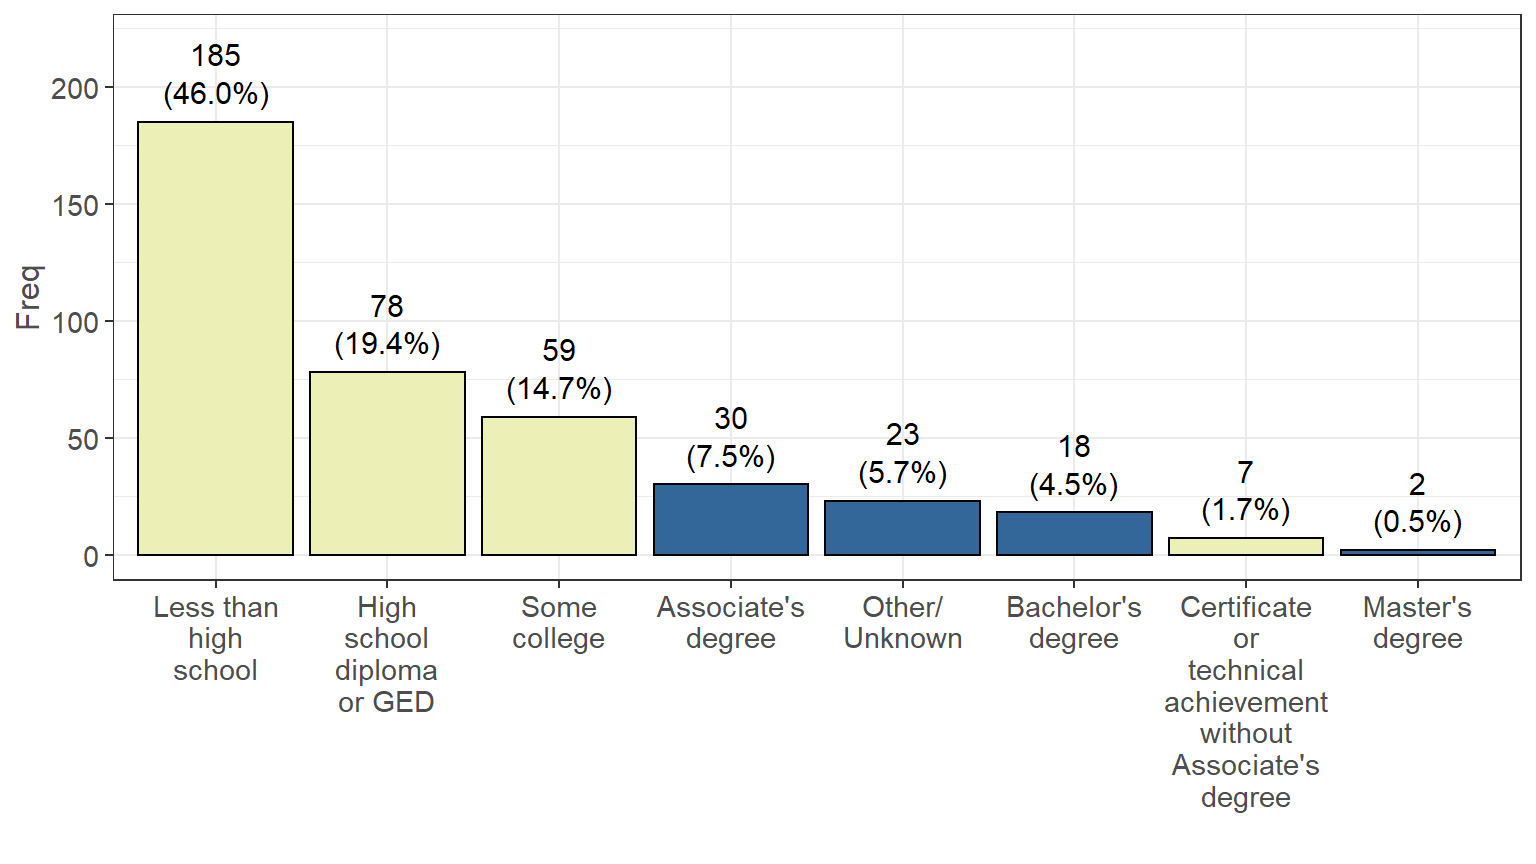 185
(46.0%)
78
(19.4%)
59
(14.7%)
30
(7.5%)
23
(5.7%)
18
(4.5%)
7
(1.7%)
2
(0.5%)
Freq
200
150
100
50
0
Less than
high
school
High
school
diploma
or GED
Some
college
Associate's
degree
Other/
Unknown
Bachelor's
degree
Certificate
or
technical
achievement
without
Associate's
degree
Master's
degree